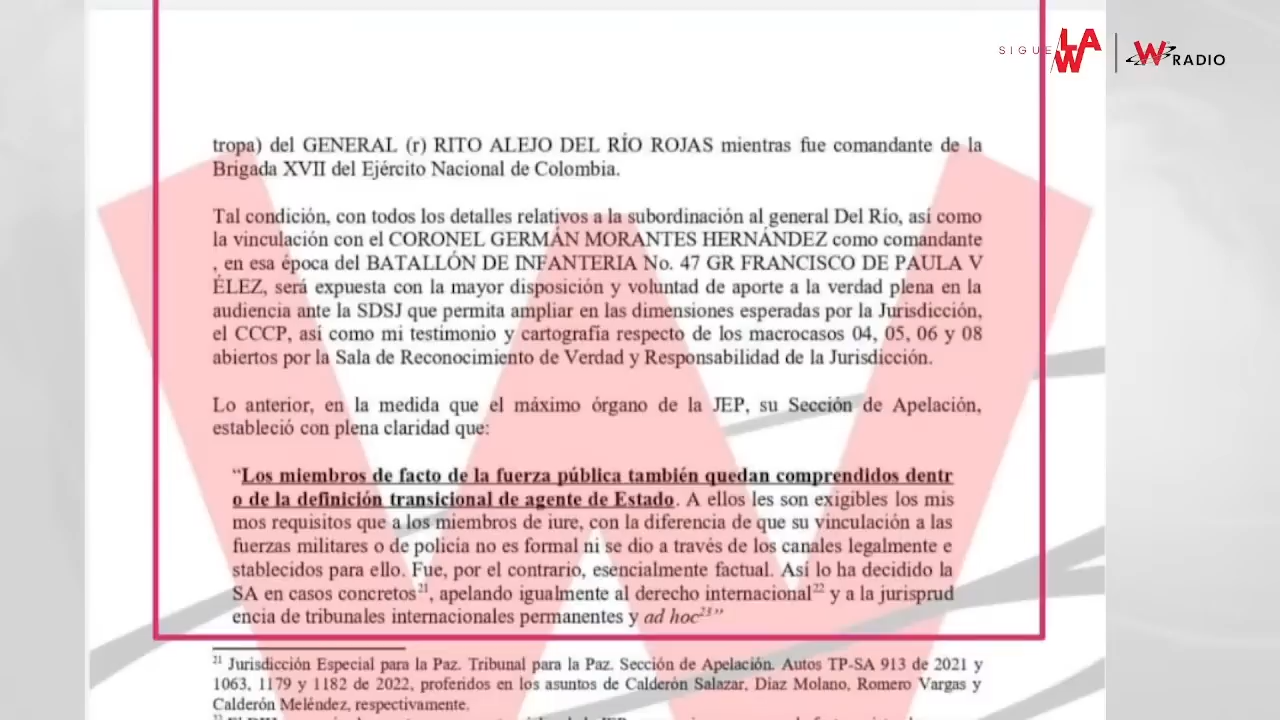 SIGUE LA W
W RADIO
tropa) del GENERAL (r) RITO ALEJO DEL RÍO ROJAS mientras fue comandante de la
Brigada XVII del Ejército Nacional de Colombia.
Tal condición, con todos los detalles relativos a la subordinación al general Del Río, así como
la vinculación con el CORONEL GERMÁN MORANTES HERNÁNDEZ como comandante
, en esa época del BATALLÓN DE INFANTERIA No. 47 GR FRANCISCO DE PAULA V
ÉLEZ, será expuesta con la mayor disposición y voluntad de aporte a la verdad plena en la
audiencia ante la SDSJ que permita ampliar en las dimensiones esperadas por la Jurisdicción,
el CCCP, así como mi testimonio y cartografía respecto de los macrocasos 04, 05, 06 y 08
abiertos por la Sala de Reconocimiento de Verdad y Responsabilidad de la Jurisdicción.
Lo anterior, en la medida que el máximo órgano de la JEP, su Sección de Apelación,
estableció con plena claridad que:
“Los miembros de facto de la fuerza pública también quedan comprendidos dentr
o de la definición transicional de agente de Estado. A ellos les son exigibles los mis
mos requisitos que a los miembros de iure, con la diferencia de que su vinculación a las
fuerzas militares o de policía no es formal ni se dio a través de los canales legalmente e
stablecidos para ello. Fue, por el contrario, esencialmente factual. Así lo ha decidido la
SA en casos concretos21, apelando igualmente al derecho internacional22 y a la jurisprud
encia de tribunales internacionales permanentes y ad hoc23”
21 Jurisdicción Especial para la Paz. Tribunal para la Paz. Sección de Apelación. Autos TP-SA 913 de 2021 y
1063, 1179 y 1182 de 2022, proferidos en los asuntos de Calderón Salazar, Díaz Molano, Romero Vargas y
Calderón Meléndez, respectivamente.